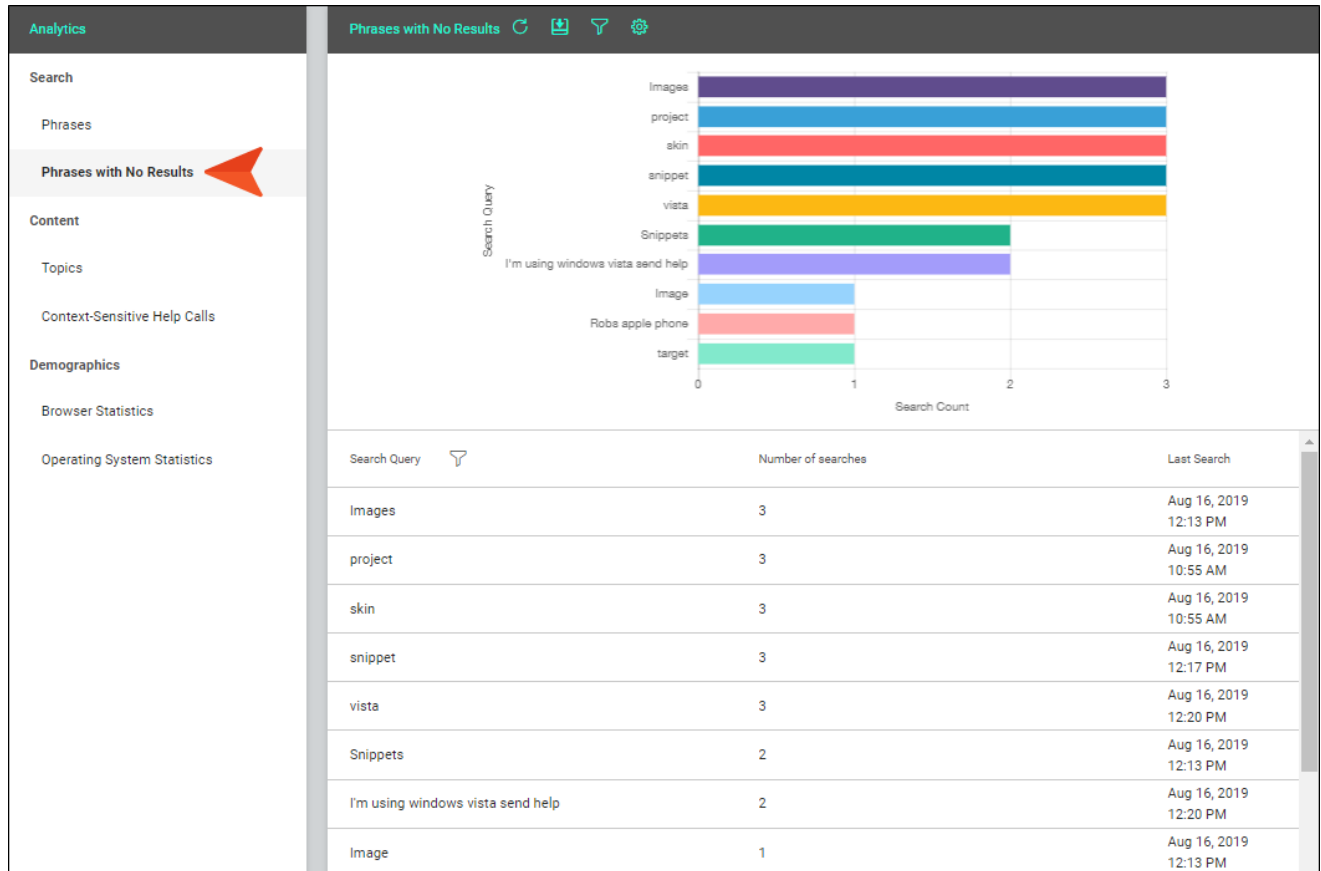 Analytics
Search
Phrases
Phrases with No Results
Content
Topics
Context-Sensitive Help Calls
Demographics
Browser Statistics
Operating System Statistics
Phrases with No Results
Images
project
skin
snippet
vista
Snippets
I'm using windows vista send help
Image
Robs apple phone
target
Search Query
0 1 2 3
Search Count
Search Query Number of searches Last Search
Images 3 Aug 16, 2019
12:13 PM
project 3 Aug 16, 2019
10:55 AM
skin 3 Aug 16, 2019
10:55 AM
snippet 3 Aug 16, 2019
12:17 PM
vista 3 Aug 16, 2019
12:20 PM
Snippets 2 Aug 16, 2019
12:13 PM
I'm using windows vista send help 2 Aug 16, 2019
12:20 PM
Image 1 Aug 16, 2019
12:13 PM